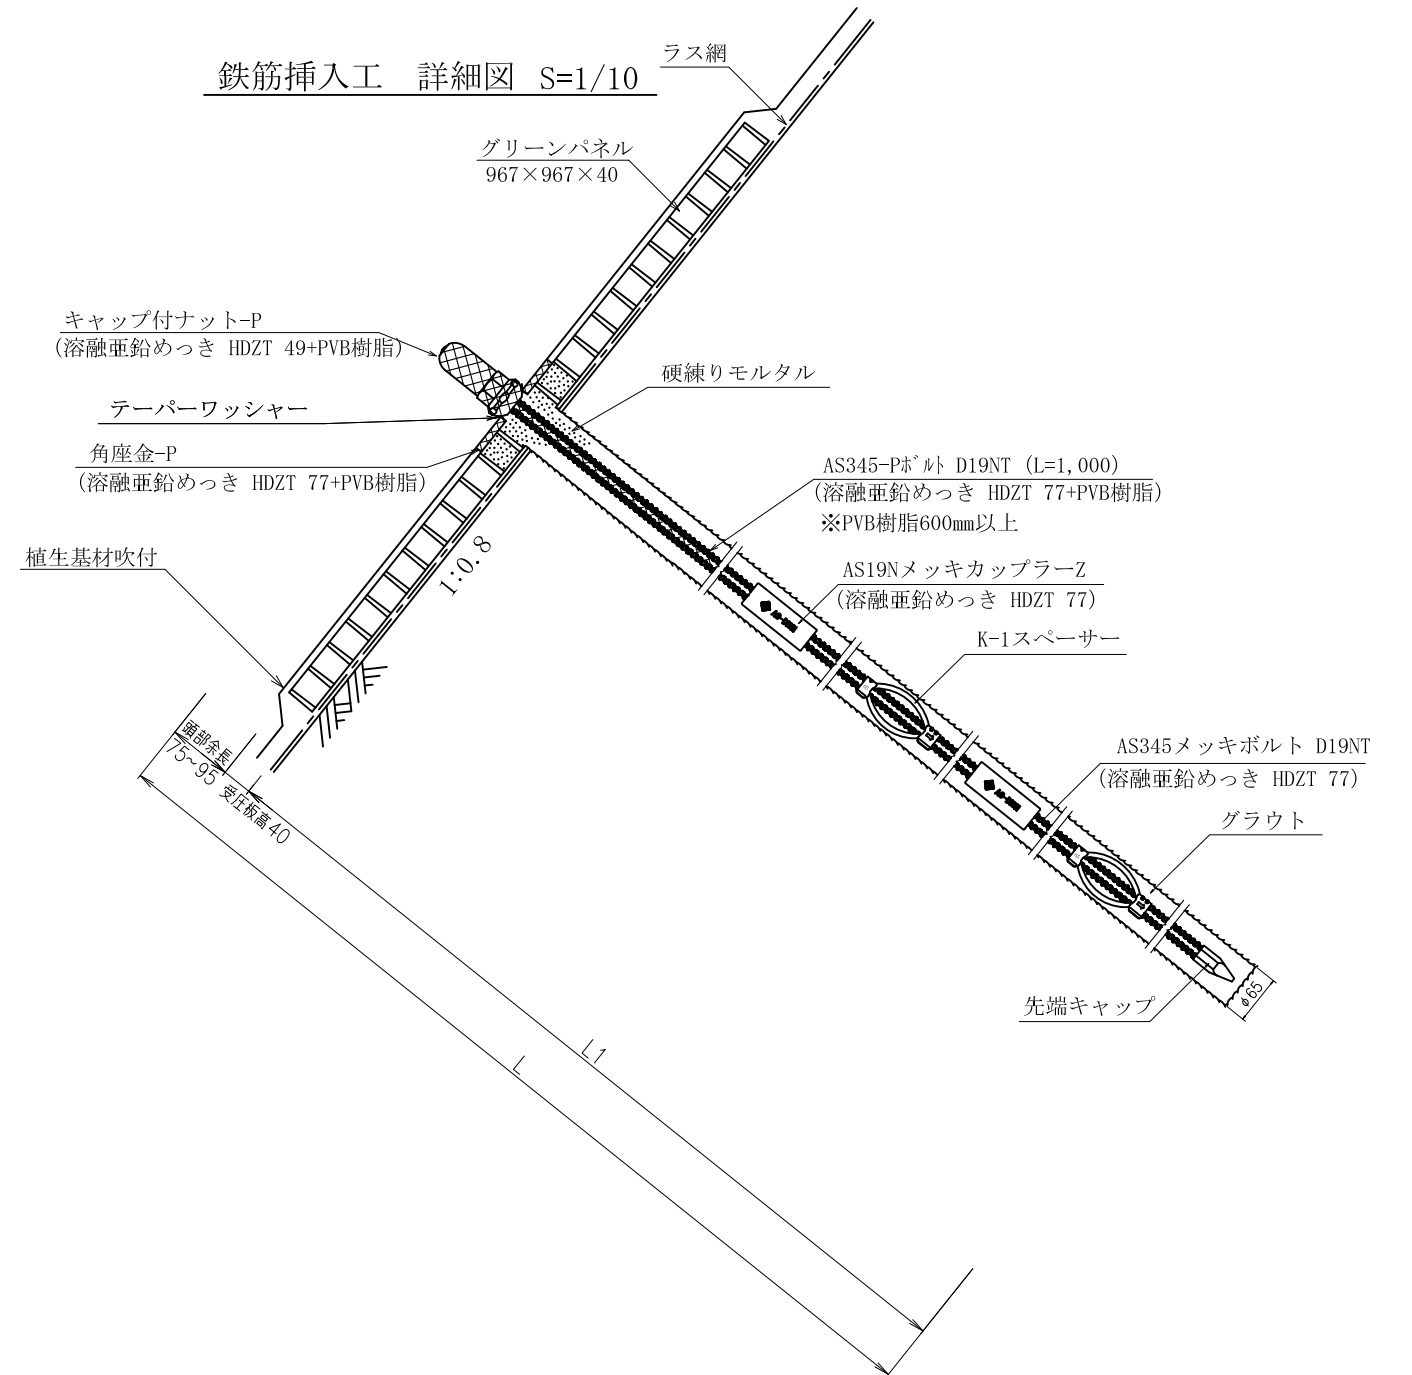 鉄筋挿入工　詳細図　S=1/10
ラス網
グリーンパネル
967×967×40
キャップ付ナット-P
(溶融亜鉛めっき HDZT 49+PVB樹脂)
硬練りモルタル
テーパーワッシャー
角座金-P
(溶融亜鉛めっき HDZT 77+PVB樹脂)
AS345-Pボルト D19NT (L=1,000)
(溶融亜鉛めっき HDZT 77+PVB樹脂)
※PVB樹脂600mm以上
植生基材吹付
1:0.8
AS19NメッキカップラーZ
(溶融亜鉛めっき HDZT 77)
K-1スペーサー
AS345メッキボルト D19NT
(溶融亜鉛めっき HDZT 77)
グラウト
頭部余長
75~95
受圧板高40
先端キャップ
φ65
L1
L